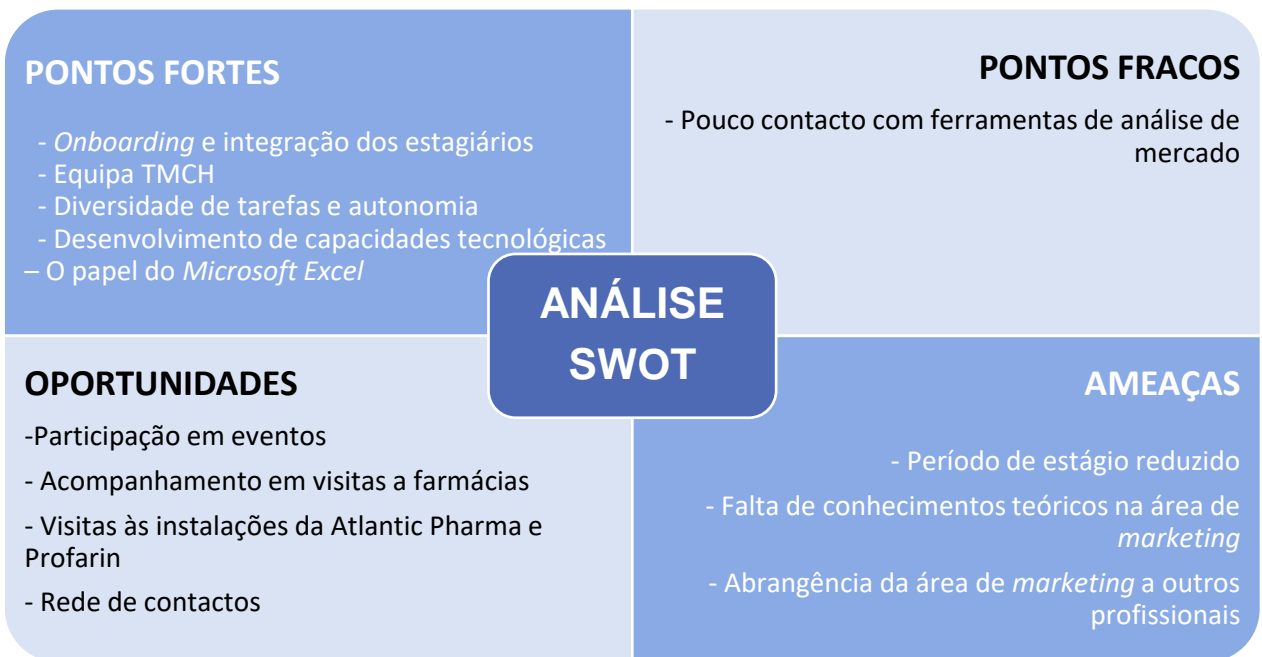 PONTOS FORTES
- Onboarding e integração dos estagiários
- Equipa TMCH
- Diversidade de tarefas e autonomia
- Desenvolvimento de capacidades tecnológicas
– O papel do Microsoft Excel
PONTOS FRACOS
- Pouco contacto com ferramentas de análise de
mercado
ANÁLISE
SWOT
OPORTUNIDADES
-Participação em eventos
- Acompanhamento em visitas a farmácias
- Visitas às instalações da Atlantic Pharma e
Profarin
- Rede de contactos
AMEAÇAS
- Período de estágio reduzido
- Falta de conhecimentos teóricos na área de
marketing
- Abrangência da área de marketing a outros
profissionais